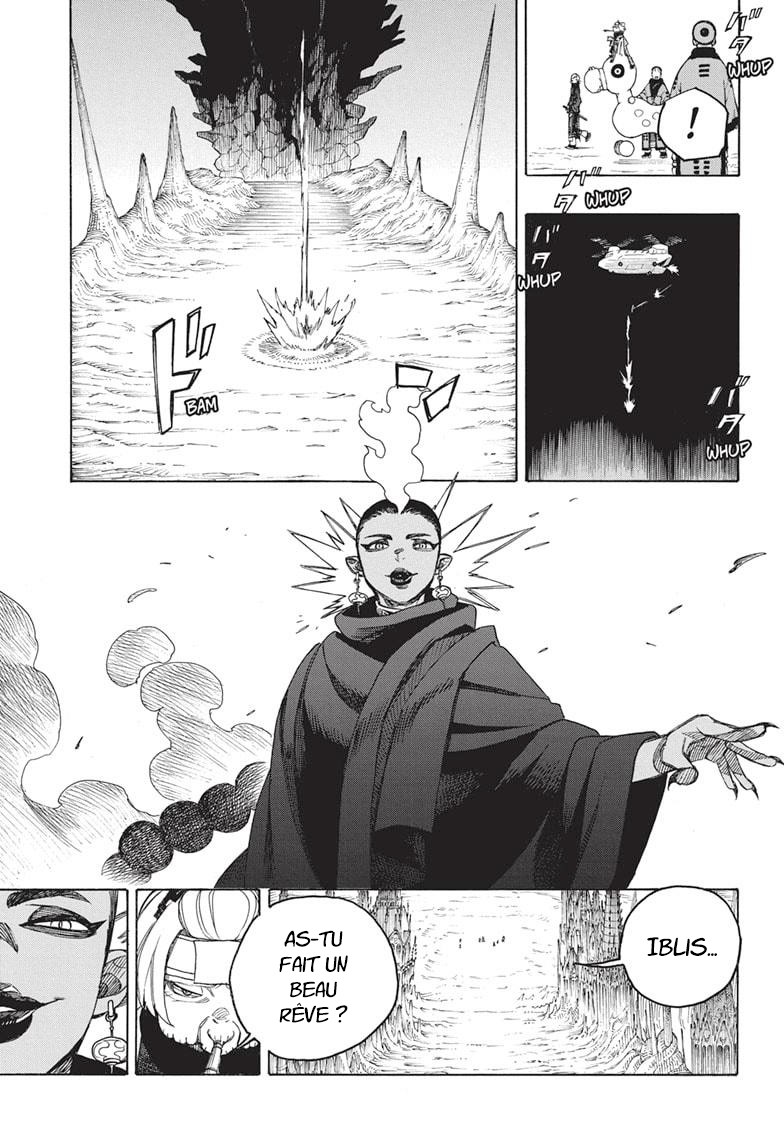 バタ
WHUP
!
バタ
WHUP
バタ
WHUP
バタ
WHUP
ドン
BAM
IBLIS...
AS-TU
FAIT UN
BEAU
RÊVE ?